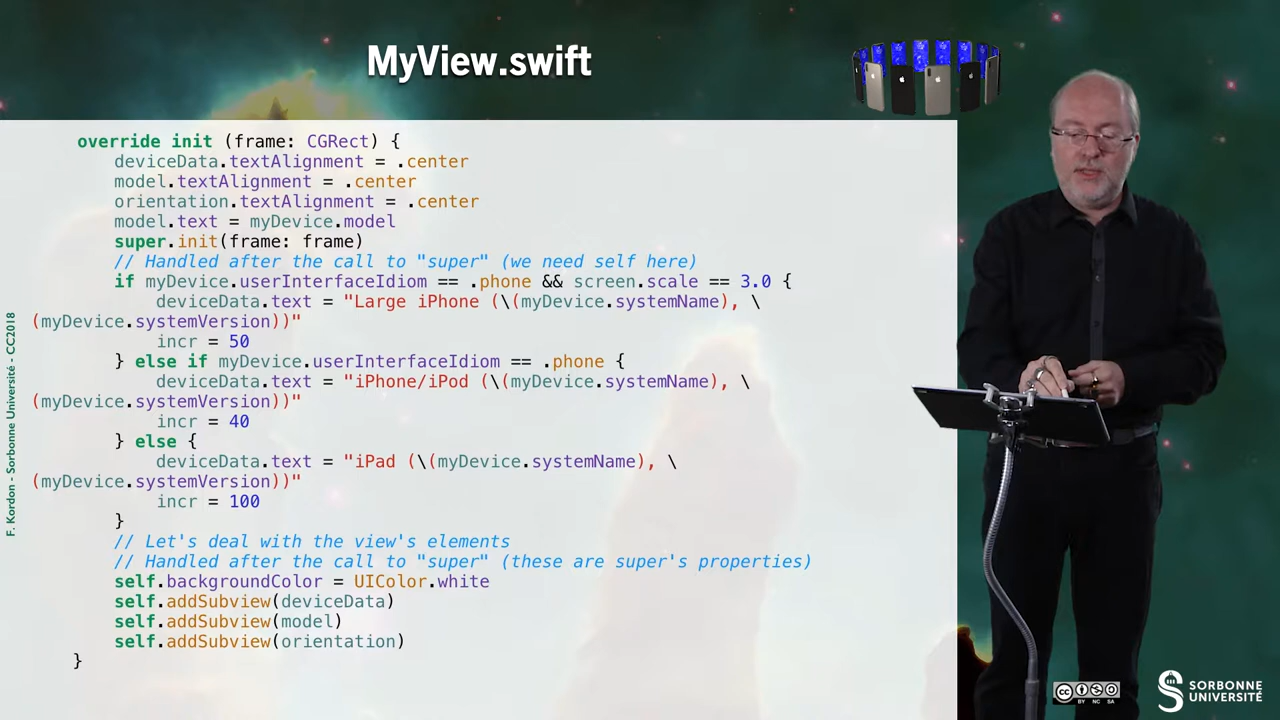 MyView.swift
override init (frame: CGRect) {
deviceData.textAlignment = .center
model.textAlignment = .center
orientation.textAlignment = .center
model.text = myDevice.model
super.init(frame: frame)
// Handled after the call to "super" (we need self here)
if myDevice.userInterfaceIdiom == .phone && screen.scale == 3.0 {
deviceData.text = "Large iPhone (\(myDevice.systemName), \
(myDevice.systemVersion))"
incr = 50
} else if myDevice.userInterfaceIdiom == .phone {
deviceData.text = "iPhone/iPod (\(myDevice.systemName), \
(myDevice.systemVersion))"
incr = 40
} else {
deviceData.text = "iPad (\(myDevice.systemName), \
(myDevice.systemVersion))"
incr = 100
}
// Let's deal with the view's elements
// Handled after the call to "super" (these are super's properties)
self.backgroundColor = UIColor.white
self.addSubview(deviceData)
self.addSubview(model)
self.addSubview(orientation)
}
F. Kordon - Sorbonne Université - CC2018
cc
BY NC SA
SORBONNE
UNIVERSITÉ